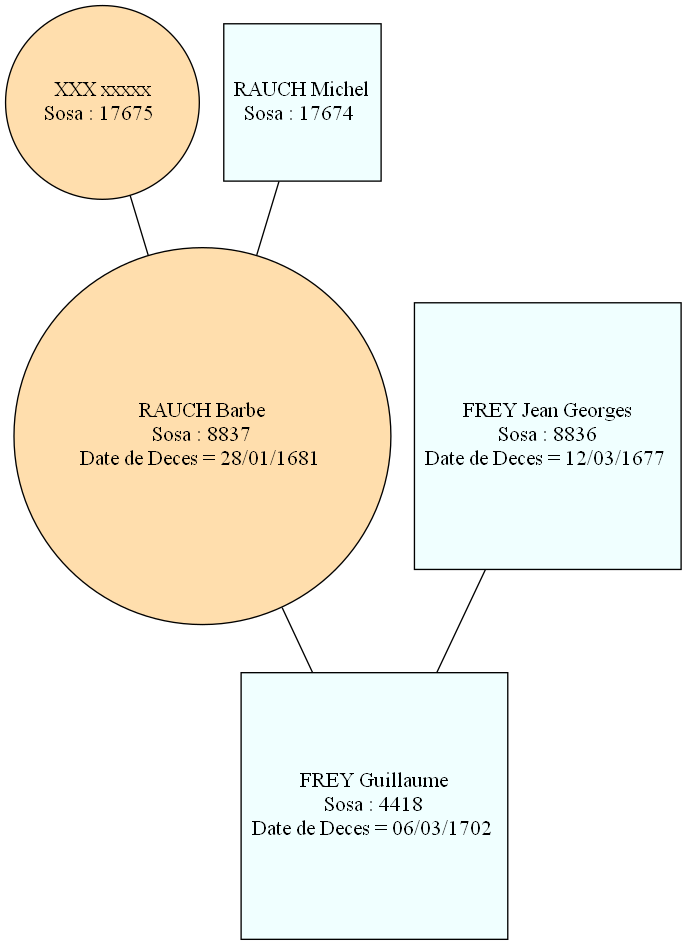 XXX xxxxx
Sosa : 17675
RAUCH Michel
Sosa : 17674
RAUCH Barbe
Sosa : 8837
Date de Deces = 28/01/1681
FREY Jean Georges
Sosa : 8836
Date de Deces = 12/03/1677
FREY Guillaume
Sosa : 4418
Date de Deces = 06/03/1702